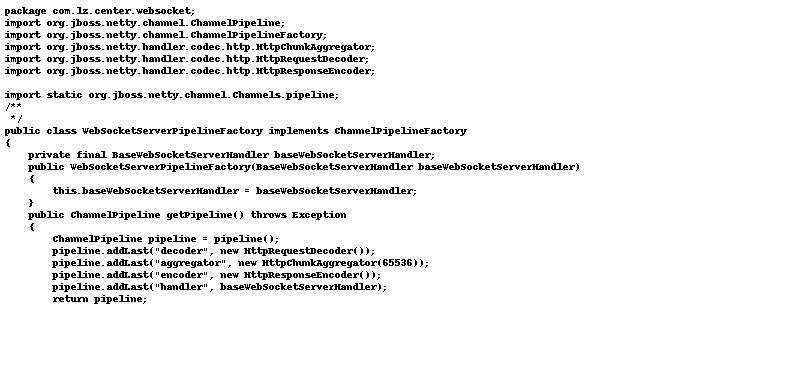 package com.lz.center.websocket;
import org.jboss.netty.channel.ChannelPipeline;
import org.jboss.netty.channel.ChannelPipelineFactory;
import org.jboss.netty.handler.codec.http.HttpChunkAggregator;
import org.jboss.netty.handler.codec.http.HttpRequestDecoder;
import org.jboss.netty.handler.codec.http.HttpResponseEncoder;
import static org.jboss.netty.channel.Channels.pipeline;
/**
 */
public class WebSocketServerPipelineFactory implements ChannelPipelineFactory
{
    private final BaseWebSocketServerHandler baseWebSocketServerHandler;
    public WebSocketServerPipelineFactory(BaseWebSocketServerHandler baseWebSocketServerHandler)
    {
        this.baseWebSocketServerHandler = baseWebSocketServerHandler;
    }
    public ChannelPipeline getPipeline() throws Exception
    {
        ChannelPipeline pipeline = pipeline();
        pipeline.addLast("decoder", new HttpRequestDecoder());
        pipeline.addLast("aggregator", new HttpChunkAggregator(65536));
        pipeline.addLast("encoder", new HttpResponseEncoder());
        pipeline.addLast("handler", baseWebSocketServerHandler);
        return pipeline;